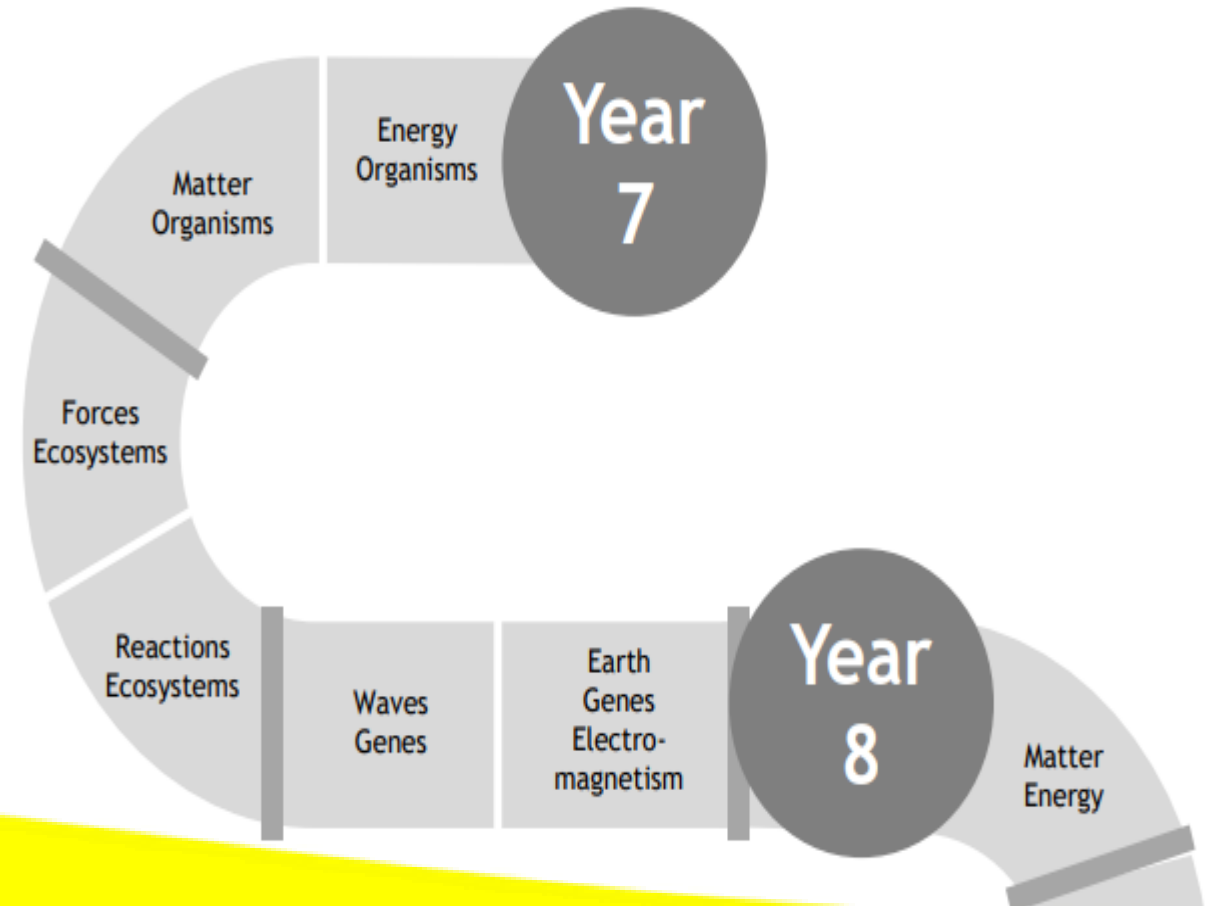 Year
7
Energy
Organisms
Matter
Organisms
Forces
Ecosystems
Reactions
Ecosystems
Waves
Genes
Earth
Genes
Electro-
magnetism
Year
8
Matter
Energy